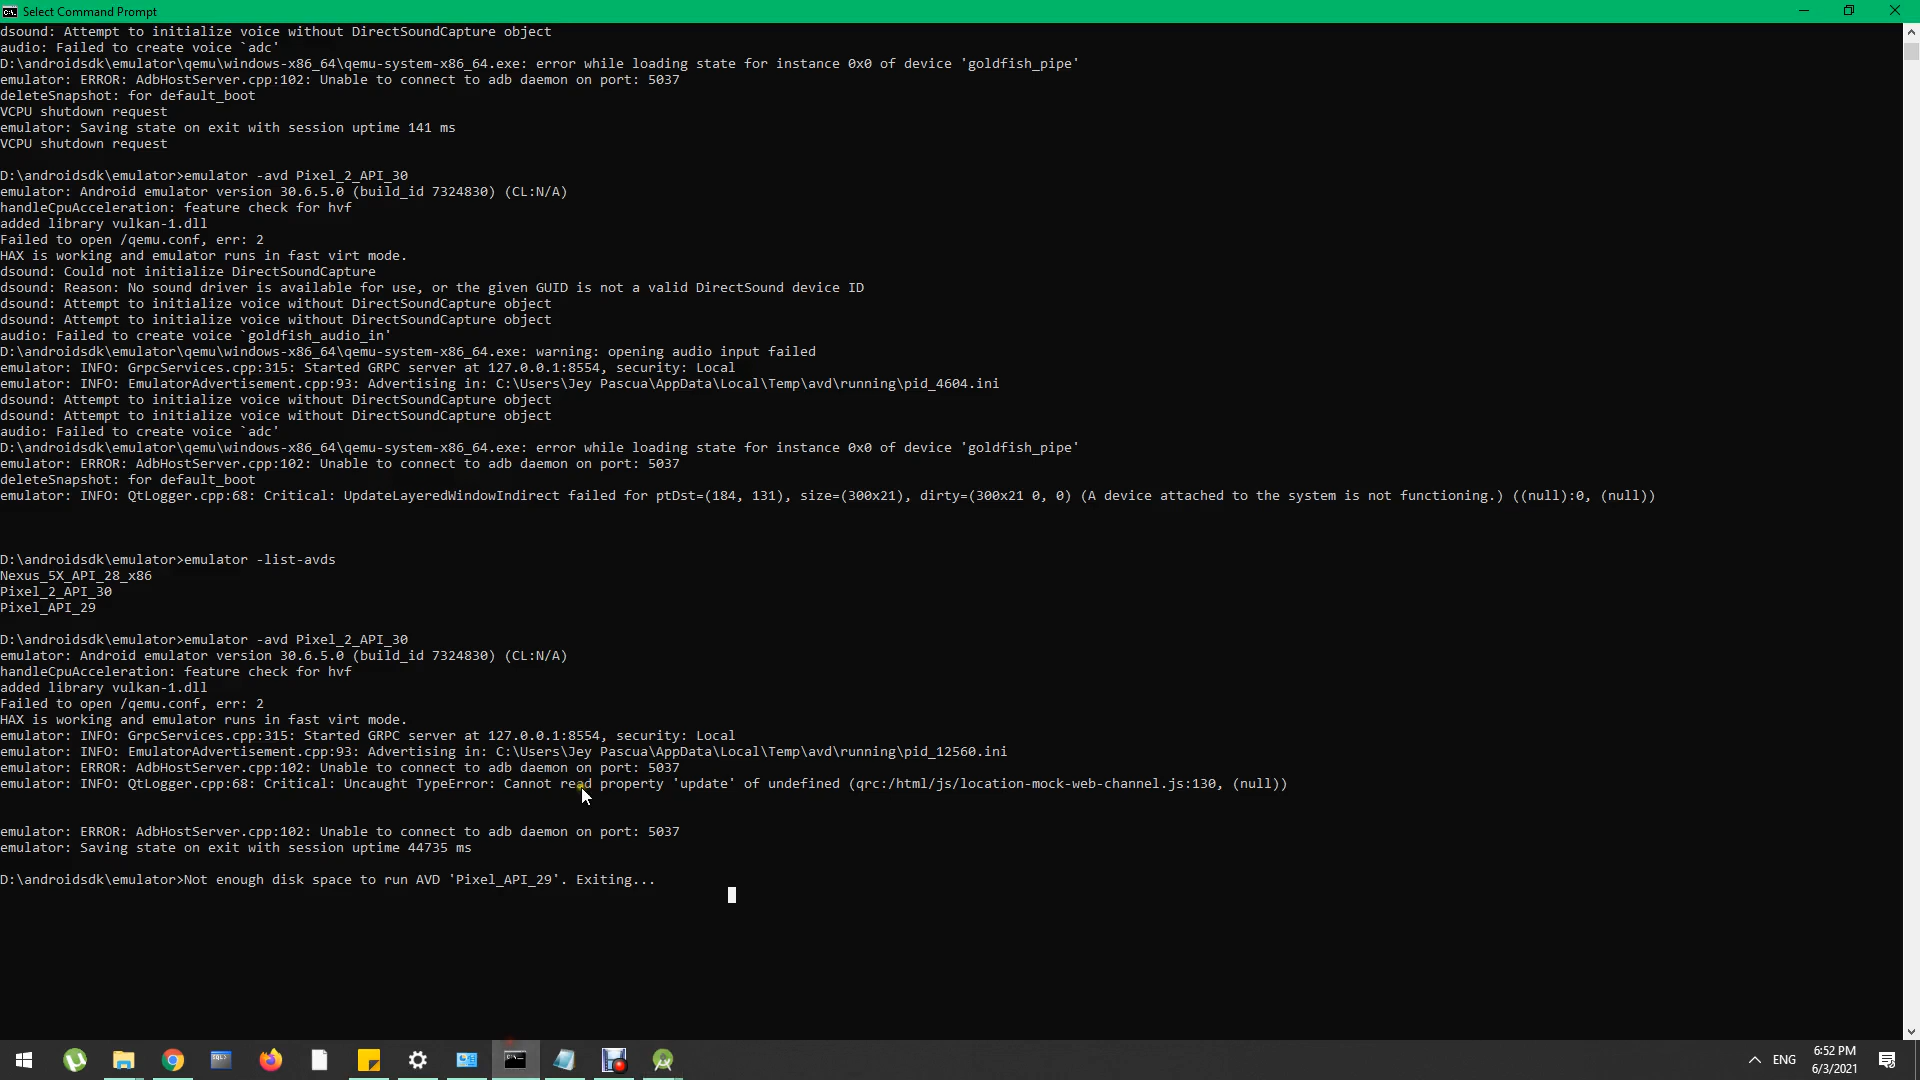 Select Command Prompt
dsound: Attempt to initialize voice without DirectSoundCapture object
audio: Failed to create voice `adc'
D:\androidsdk\emulator\qemu\windows-x86_64\qemu-system-x86_64.exe: error while loading state for instance 0x0 of device 'goldfish_pipe'
emulator: ERROR: AdbHostServer.cpp:102: Unable to connect to adb daemon on port: 5037
deleteSnapshot: for default_boot
VCPU shutdown request
emulator: Saving state on exit with session uptime 141 ms
VCPU shutdown request
D:\androidsdk\emulator>emulator -avd Pixel_2_API_30
emulator: Android emulator version 30.6.5.0 (build_id 7324830) (CL:N/A)
handleCpuAcceleration: feature check for hvf
added library vulkan-1.dll
Failed to open /qemu.conf, err: 2
HAX is working and emulator runs in fast virt mode.
dsound: Could not initialize DirectSoundCapture
dsound: Reason: No sound driver is available for use, or the given GUID is not a valid DirectSound device ID
dsound: Attempt to initialize voice without DirectSoundCapture object
dsound: Attempt to initialize voice without DirectSoundCapture object
audio: Failed to create voice `goldfish_audio_in'
D:\androidsdk\emulator\qemu\windows-x86_64\qemu-system-x86_64.exe: warning: opening audio input failed
emulator: INFO: GrpcServices.cpp:315: Started GRPC server at 127.0.0.1:8554, security: Local
emulator: INFO: EmulatorAdvertisement.cpp:93: Advertising in: C:\Users\Jey Pascua\AppData\Local\Temp\avd\running\pid_4604.ini
dsound: Attempt to initialize voice without DirectSoundCapture object
dsound: Attempt to initialize voice without DirectSoundCapture object
audio: Failed to create voice `adc'
D:\androidsdk\emulator\qemu\windows-x86_64\qemu-system-x86_64.exe: error while loading state for instance 0x0 of device 'goldfish_pipe'
emulator: ERROR: AdbHostServer.cpp:102: Unable to connect to adb daemon on port: 5037
deleteSnapshot: for default_boot
emulator: INFO: QtLogger.cpp:68: Critical: UpdateLayeredWindowIndirect failed for ptDst=(184, 131), size=(300x21), dirty=(300x21 0, 0) (A device attached to the system is not functioning.) ((null):0, (null))
D:\androidsdk\emulator>emulator -list-avds
Nexus_5X_API_28_x86
Pixel_2_API_30
Pixel_API_29
D:\androidsdk\emulator>emulator -avd Pixel_2_API_30
emulator: Android emulator version 30.6.5.0 (build_id 7324830) (CL:N/A)
handleCpuAcceleration: feature check for hvf
added library vulkan-1.dll
Failed to open /qemu.conf, err: 2
HAX is working and emulator runs in fast virt mode.
emulator: INFO: GrpcServices.cpp:315: Started GRPC server at 127.0.0.1:8554, security: Local
emulator: INFO: EmulatorAdvertisement.cpp:93: Advertising in: C:\Users\Jey Pascua\AppData\Local\Temp\avd\running\pid_12560.ini
emulator: ERROR: AdbHostServer.cpp:102: Unable to connect to adb daemon on port: 5037
emulator: INFO: QtLogger.cpp:68: Critical: Uncaught TypeError: Cannot read property 'update' of undefined (qrc:/html/js/location-mock-web-channel.js:130, (null))
emulator: ERROR: AdbHostServer.cpp:102: Unable to connect to adb daemon on port: 5037
emulator: Saving state on exit with session uptime 44735 ms
D:\androidsdk\emulator>Not enough disk space to run AVD 'Pixel_API_29'. Exiting...
ENG
6:52 PM
6/3/2021